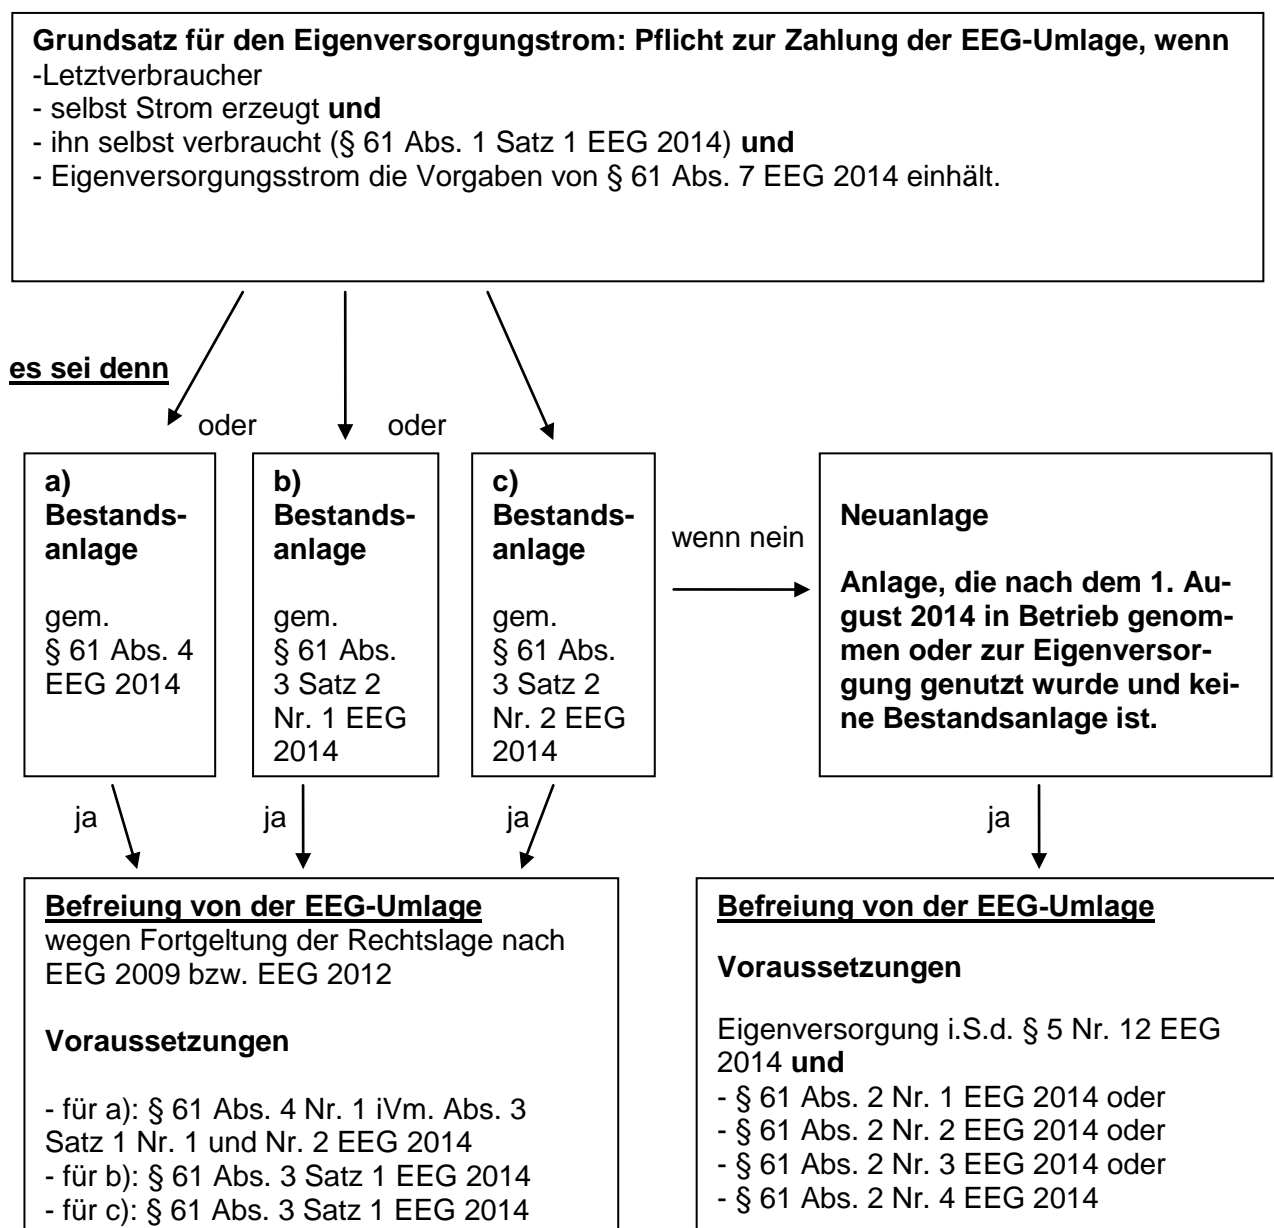 Grundsatz für den Eigenversorgungstrom: Pflicht zur Zahlung der EEG-Umlage, wenn
-Letztverbraucher
- selbst Strom erzeugt und
- ihn selbst verbraucht (§ 61 Abs. 1 Satz 1 EEG 2014) und
- Eigenversorgungsstrom die Vorgaben von § 61 Abs. 7 EEG 2014 einhält.
es sei denn
oder
oder
a)
Bestands-
anlage
gem.
§ 61 Abs. 4
EEG 2014
b)
Bestands-
anlage
gem.
§ 61 Abs.
3 Satz 2
Nr. 1 EEG
2014
c)
Bestands-
anlage
gem.
§ 61 Abs.
3 Satz 2
Nr. 2 EEG
2014
wenn nein
Neuanlage
Anlage, die nach dem 1. Au-
gust 2014 in Betrieb genom-
men oder zur Eigenversor-
gung genutzt wurde und kei-
ne Bestandsanlage ist.
ja
ja
ja
ja
Befreiung von der EEG-Umlage
wegen Fortgeltung der Rechtslage nach
EEG 2009 bzw. EEG 2012
Voraussetzungen
- für a): § 61 Abs. 4 Nr. 1 iVm. Abs. 3
Satz 1 Nr. 1 und Nr. 2 EEG 2014
- für b): § 61 Abs. 3 Satz 1 EEG 2014
- für c): § 61 Abs. 3 Satz 1 EEG 2014
Befreiung von der EEG-Umlage
Voraussetzungen
Eigenversorgung i.S.d. § 5 Nr. 12 EEG
2014 und
- § 61 Abs. 2 Nr. 1 EEG 2014 oder
- § 61 Abs. 2 Nr. 2 EEG 2014 oder
- § 61 Abs. 2 Nr. 3 EEG 2014 oder
- § 61 Abs. 2 Nr. 4 EEG 2014